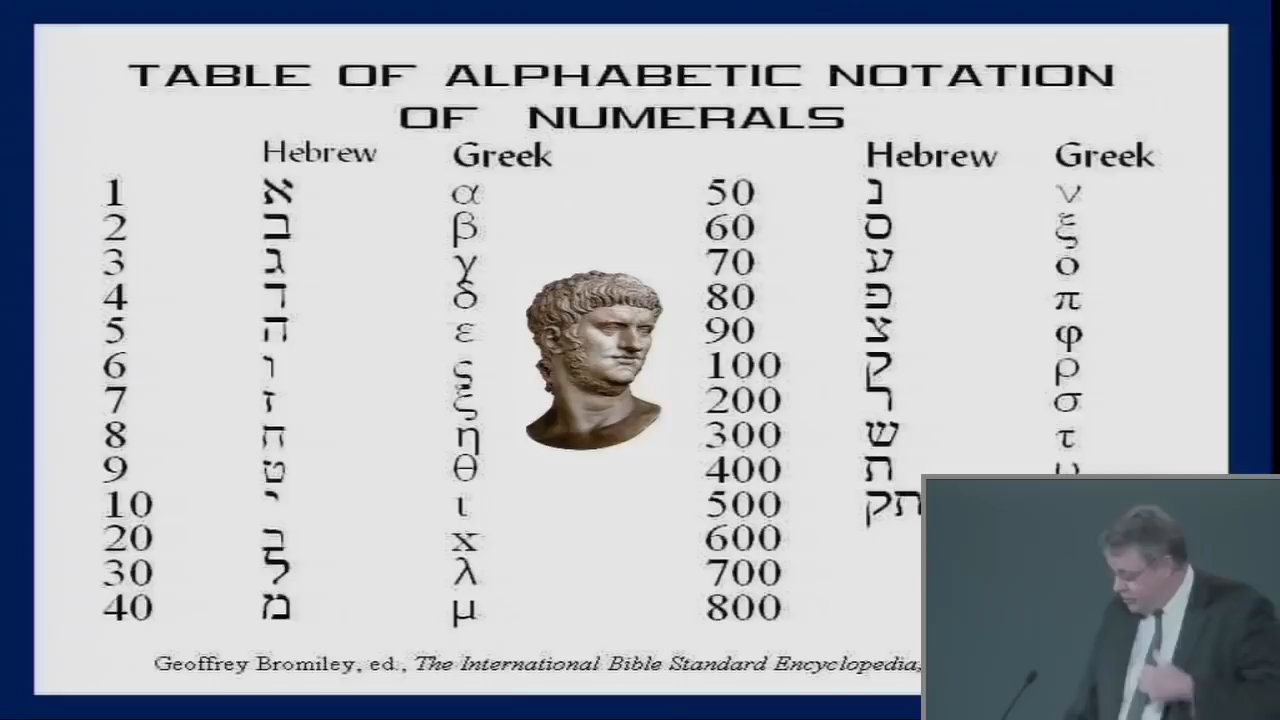 TABLE OF ALPHABETIC NOTATION
OF NUMERALS
Hebrew Greek Hebrew Greek
1 א α 50 נ ν
2 ב β 60 ס ξ
3 ג γ 70 ע ο
4 ד δ 80 פ π
5 ה ε 90 צ φ
6 ו ς 100 ק ρ
7 ז ξ 200 ר σ
8 ח η 300 ש τ
9 ט θ 400 ת υ
10 י ι 500 תק
20 כ x 600
30 ל λ 700
40 מ μ 800
Geoffrey Bromiley, ed., The International Bible Standard Encyclopedia,